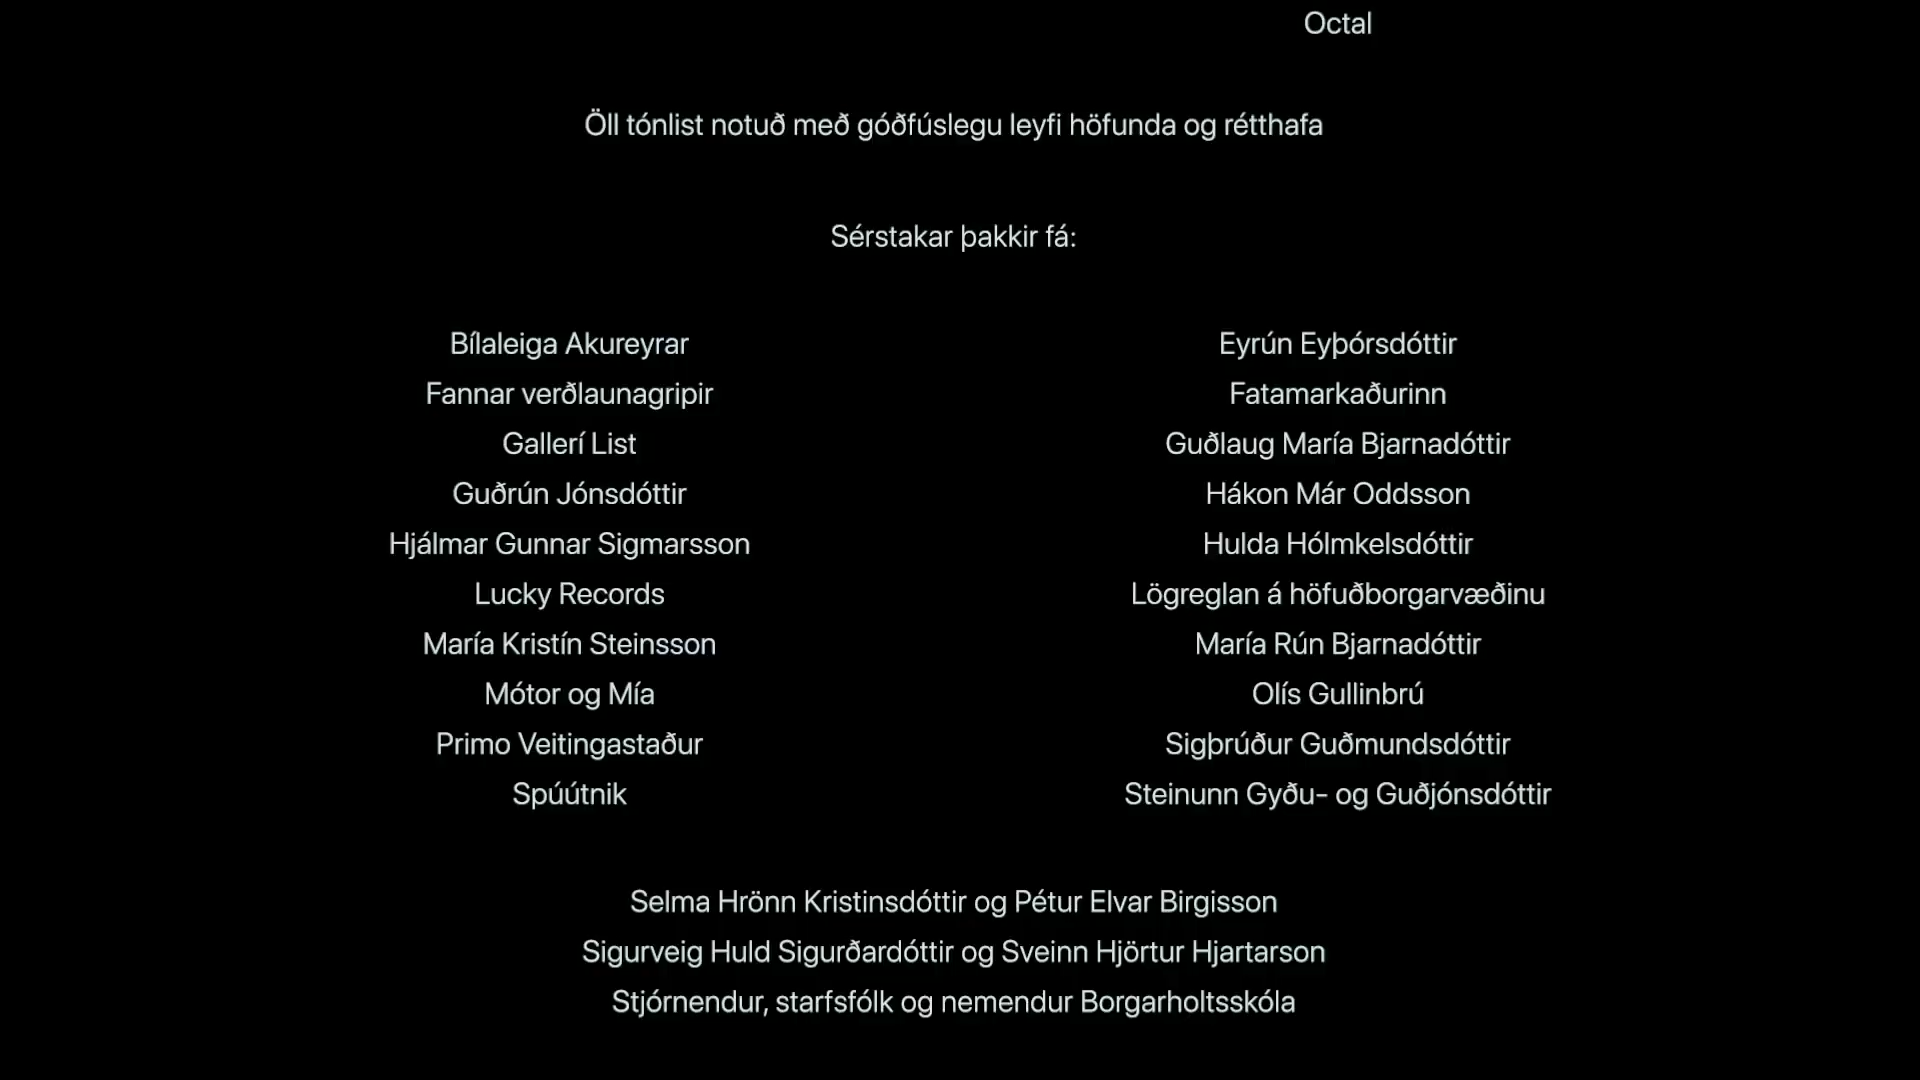 Octal
Öll tónlist notuð með góðfúslegu leyfi höfunda og rétthafa
Sérstakar þakkir fá:
Bílaleiga Akureyrar
Fannar verðlaunagripir
Gallerí List
Guðrún Jónsdóttir
Hjálmar Gunnar Sigmarsson
Lucky Records
María Kristín Steinsson
Mótor og Mía
Primo Veitingastaður
Spúútnik
Eyrún Eyþórsdóttir
Fatamarkaðurinn
Guðlaug María Bjarnadóttir
Hákon Már Oddsson
Hulda Hólmkelsdóttir
Lögreglan á höfuðborgarvæðinu
María Rún Bjarnadóttir
Olís Gullinbrú
Sigþrúður Guðmundsdóttir
Steinunn Gyðu- og Guðjónsdóttir
Selma Hrönn Kristinsdóttir og Pétur Elvar Birgisson
Sigurveig Huld Sigurðardóttir og Sveinn Hjörtur Hjartarson
Stjórnendur, starfsfólk og nemendur Borgarholtsskóla